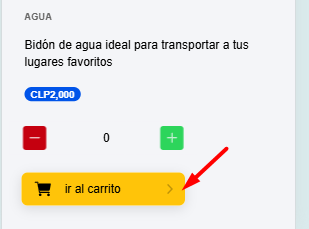 AGUA
Bidón de agua ideal para transportar a tus
lugares favoritos
CLP2,000
− 0 +
ir al carrito >